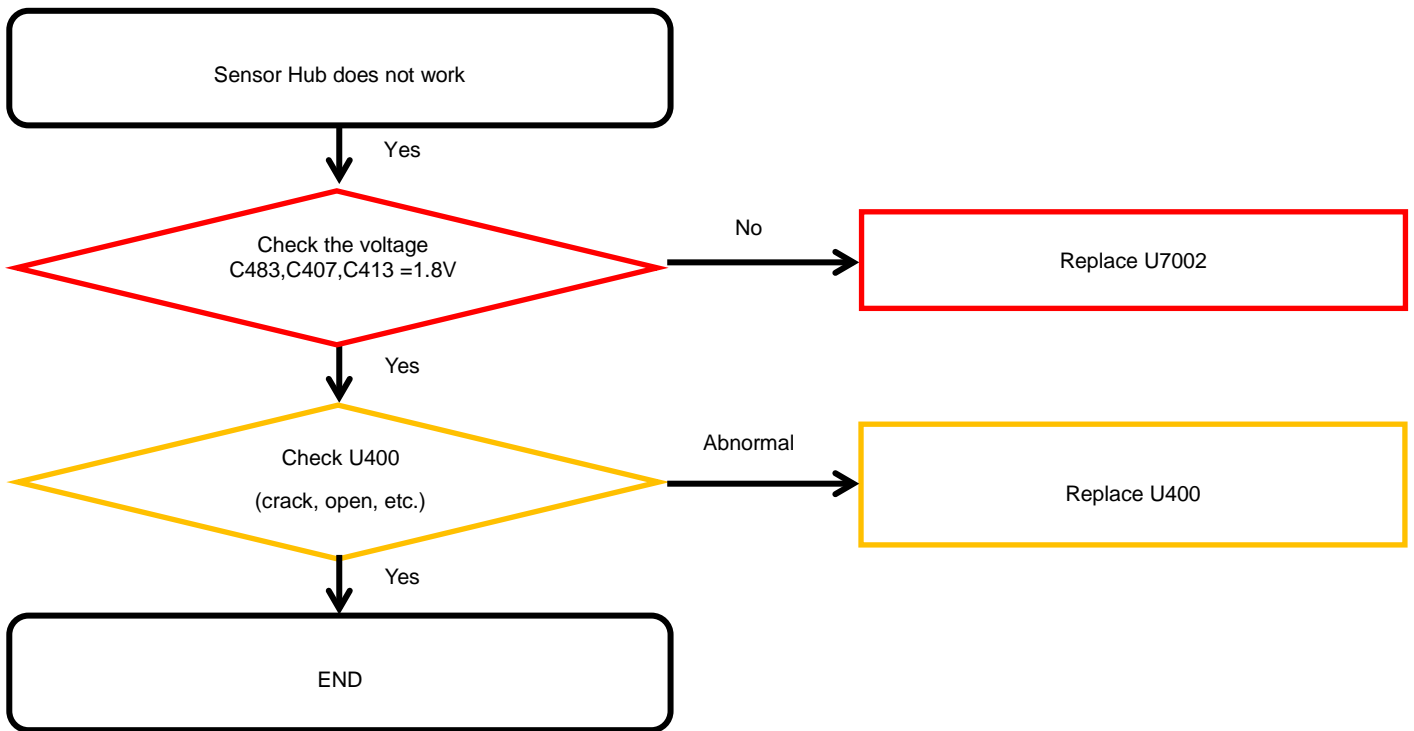 Sensor Hub does not work
Yes
Check the voltage
C483,C407,C413 =1.8V
No
Replace U7002
Yes
Check U400
(crack, open, etc.)
Abnormal
Replace U400
Yes
END